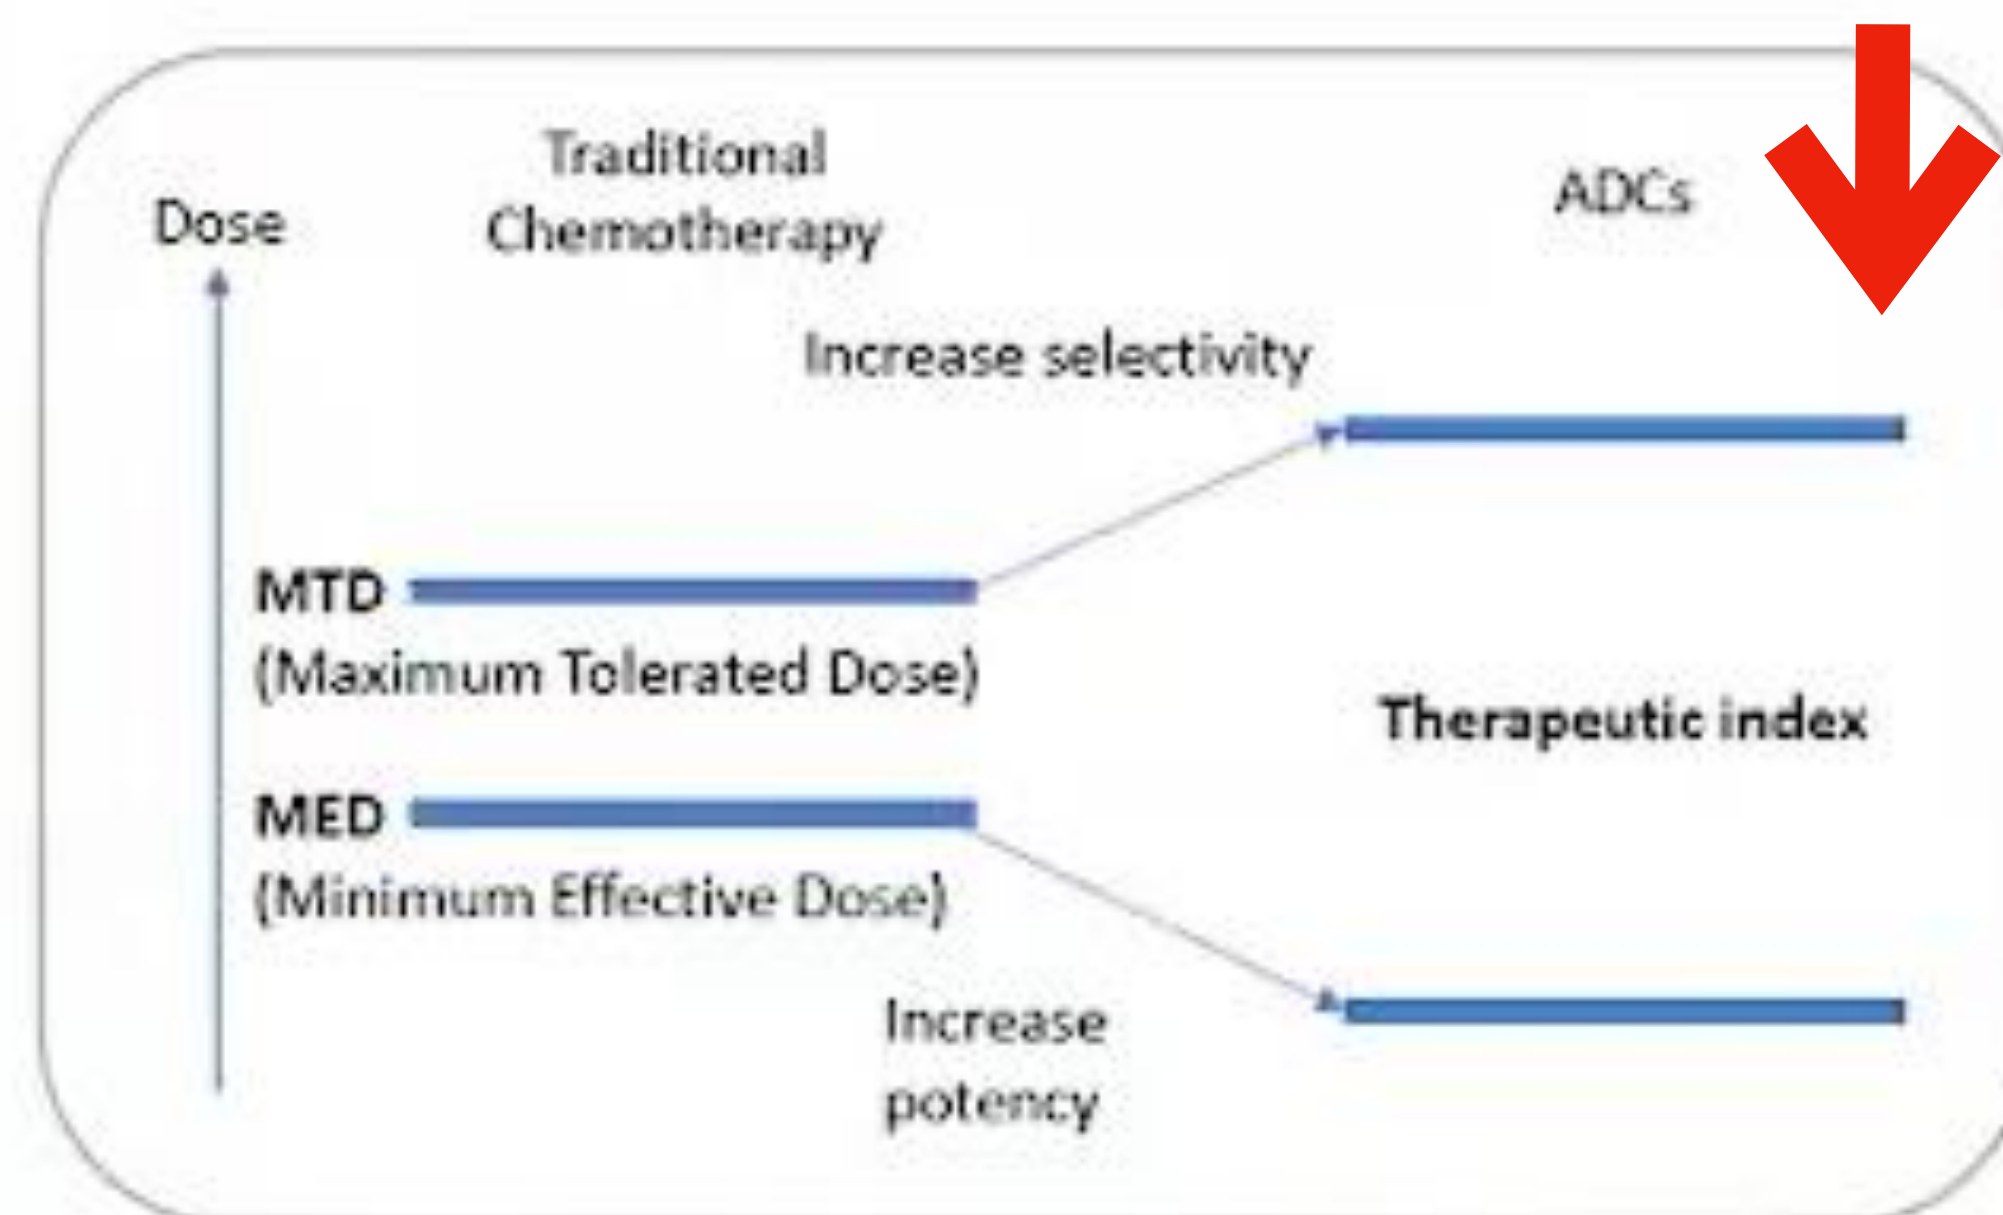 Traditional
Chemotherapy
ADCs
Dose
Increase selectivity
MTD
(Maximum Tolerated Dose)
Therapeutic index
MED
(Minimum Effective Dose)
Increase
potency